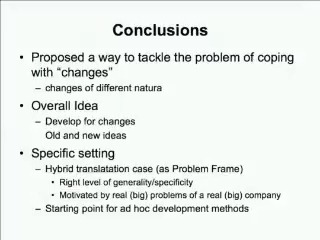 Conclusions
• Proposed a way to tackle the problem of coping
with “changes”
– changes of different natura
• Overall Idea
– Develop for changes
Old and new ideas
• Specific setting
– Hybrid translatation case (as Problem Frame)
• Right level of generality/specificity
• Motivated by real (big) problems of a real (big) company
– Starting point for ad hoc development methods